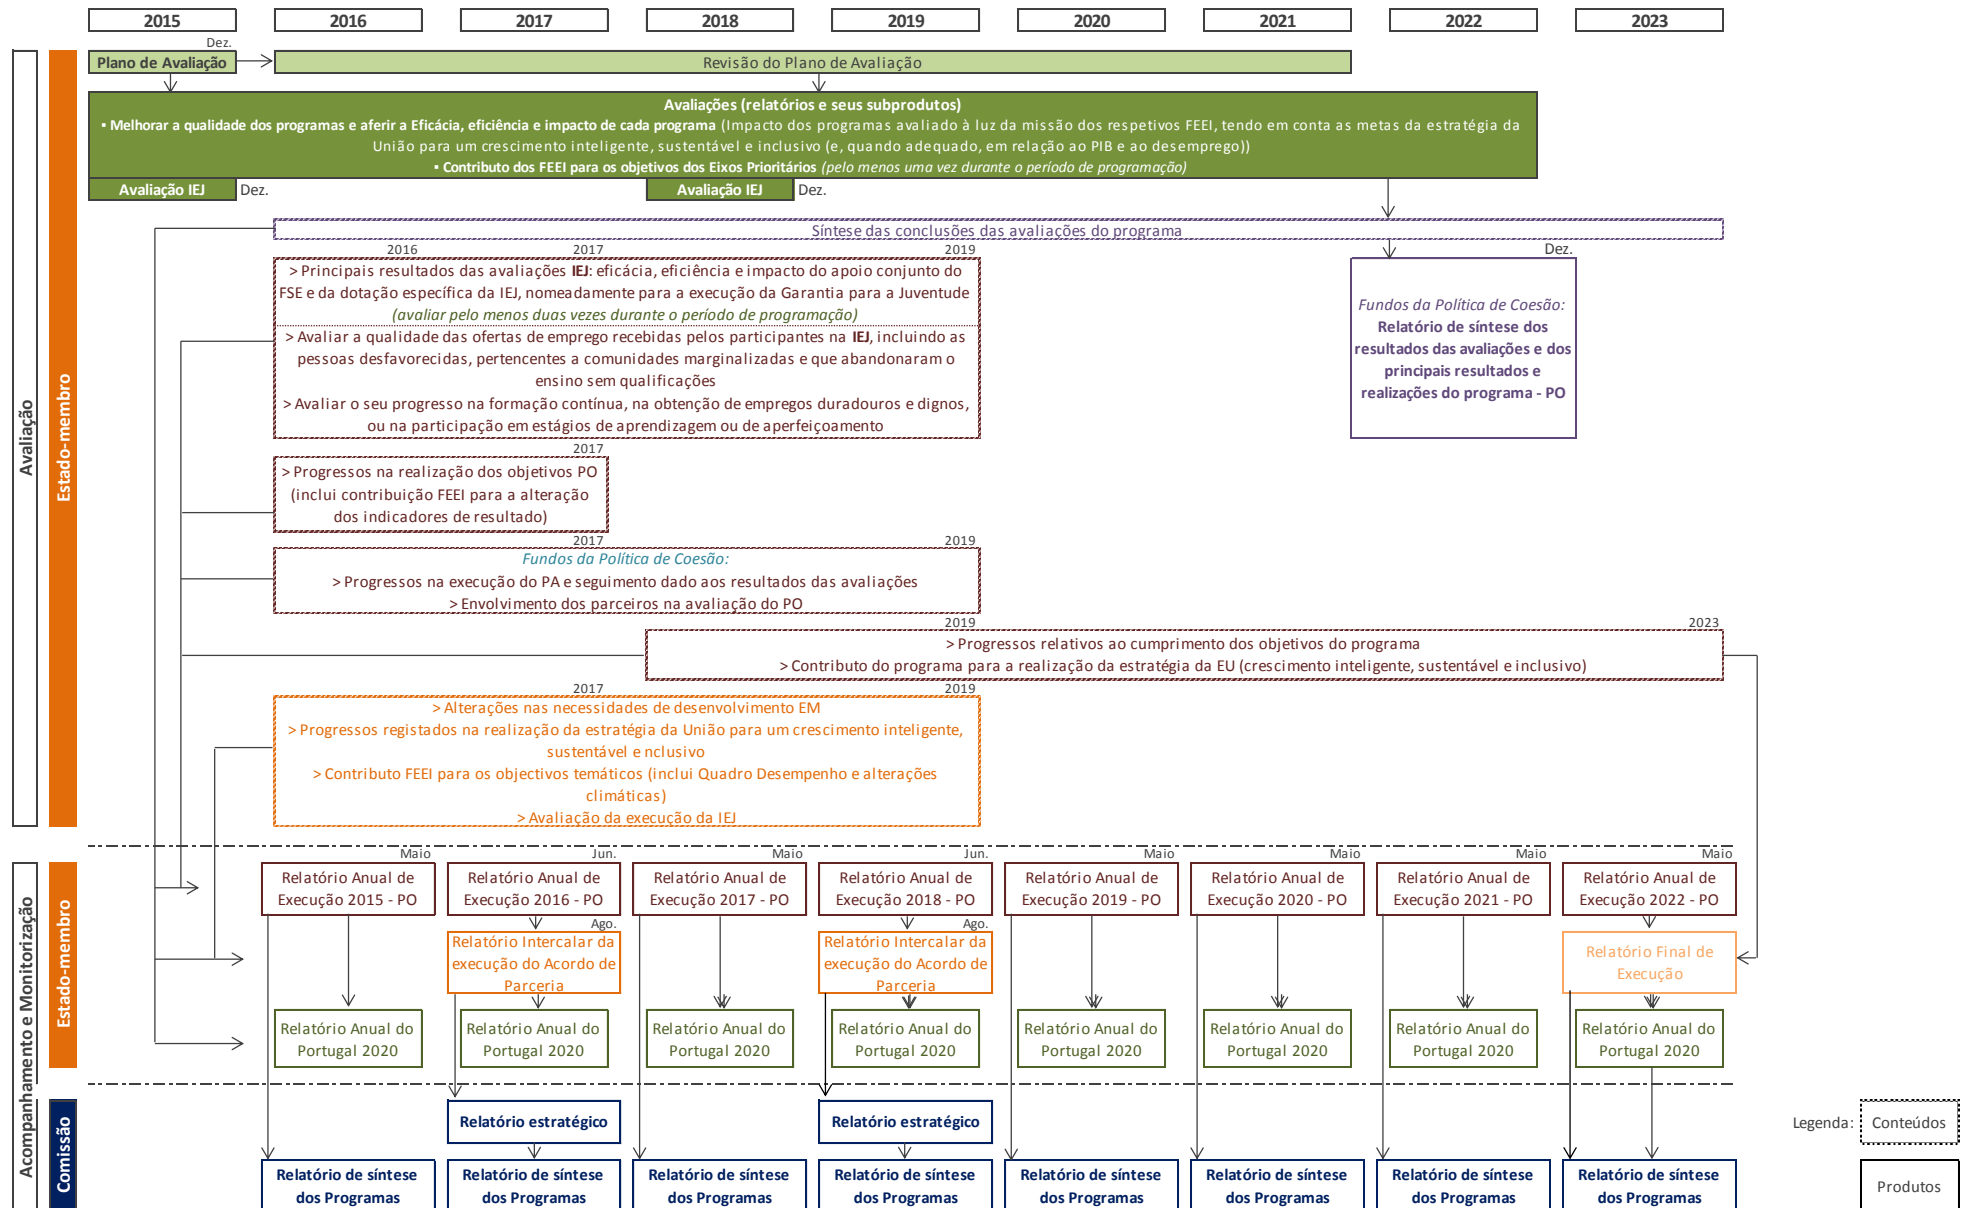 2015 2016 2017 2018 2019 2020 2021 2022 2023
Dez.
Plano de Avaliação
Revisão do Plano de Avaliação
Avaliações (relatórios e seus subprodutos)
▪ Melhorar a qualidade dos programas e aferir a Eficácia, eficiência e impacto de cada programa (Impacto dos programas avaliado à luz da missão dos respetivos FEEI, tendo em conta as metas da estratégia da
União para um crescimento inteligente, sustentável e inclusivo (e, quando adequado, em relação ao PIB e ao desemprego))
▪ Contributo dos FEEI para os objetivos dos Eixos Prioritários (pelo menos uma vez durante o período de programação)
Avaliação IEJ Dez.
Avaliação IEJ Dez.
Síntese das conclusões das avaliações do programa
2016 2017 2019
> Principais resultados das avaliações IEJ: eficácia, eficiência e impacto do apoio conjunto do
FSE e da dotação específica da IEJ, nomeadamente para a execução da Garantia para a Juventude
(avaliar pelo menos duas vezes durante o período de programação)
> Avaliar a qualidade das ofertas de emprego recebidas pelos participantes na IEJ, incluindo as
pessoas desfavorecidas, pertencentes a comunidades marginalizadas e que abandonaram o
ensino sem qualificações
> Avaliar o seu progresso na formação contínua, na obtenção de empregos duradouros e dignos,
ou na participação em estágios de aprendizagem ou de aperfeiçoamento
Dez.
Fundos da Política de Coesão:
Relatório de síntese dos
resultados das avaliações e dos
principais resultados e
realizações do programa - PO
2017
> Progressos na realização dos objetivos PO
(inclui contribuição FEEI para a alteração
dos indicadores de resultado)
2017 2019
Fundos da Política de Coesão:
> Progressos na execução do PA e seguimento dado aos resultados das avaliações
> Envolvimento dos parceiros na avaliação do PO
2019 2023
> Progressos relativos ao cumprimento dos objetivos do programa
> Contributo do programa para a realização da estratégia da EU (crescimento inteligente, sustentável e inclusivo)
2017 2019
> Alterações nas necessidades de desenvolvimento EM
> Progressos registados na realização da estratégia da União para um crescimento inteligente,
sustentável e nclusivo
> Contributo FEEI para os objectivos temáticos (inclui Quadro Desempenho e alterações
climáticas)
> Avaliação da execução da IEJ
Avaliação
Estado-membro
Maio Jun. Maio Jun. Maio Maio Maio Maio
Relatório Anual de
Execução 2015 - PO
Relatório Anual de
Execução 2016 - PO
Relatório Anual de
Execução 2017 - PO
Relatório Anual de
Execução 2018 - PO
Relatório Anual de
Execução 2019 - PO
Relatório Anual de
Execução 2020 - PO
Relatório Anual de
Execução 2021 - PO
Relatório Anual de
Execução 2022 - PO
Ago.
Relatório Intercalar da
execução do Acordo de
Parceria
Ago.
Relatório Intercalar da
execução do Acordo de
Parceria
Relatório Final de
Execução
Relatório Anual do
Portugal 2020
Relatório Anual do
Portugal 2020
Relatório Anual do
Portugal 2020
Relatório Anual do
Portugal 2020
Relatório Anual do
Portugal 2020
Relatório Anual do
Portugal 2020
Relatório Anual do
Portugal 2020
Relatório Anual do
Portugal 2020
Acompanhamento e Monitorização
Estado-membro
Comissão
Relatório estratégico
Relatório estratégico
Relatório de síntese
dos Programas
Relatório de síntese
dos Programas
Relatório de síntese
dos Programas
Relatório de síntese
dos Programas
Relatório de síntese
dos Programas
Relatório de síntese
dos Programas
Relatório de síntese
dos Programas
Relatório de síntese
dos Programas
Legenda: Conteúdos
Produtos